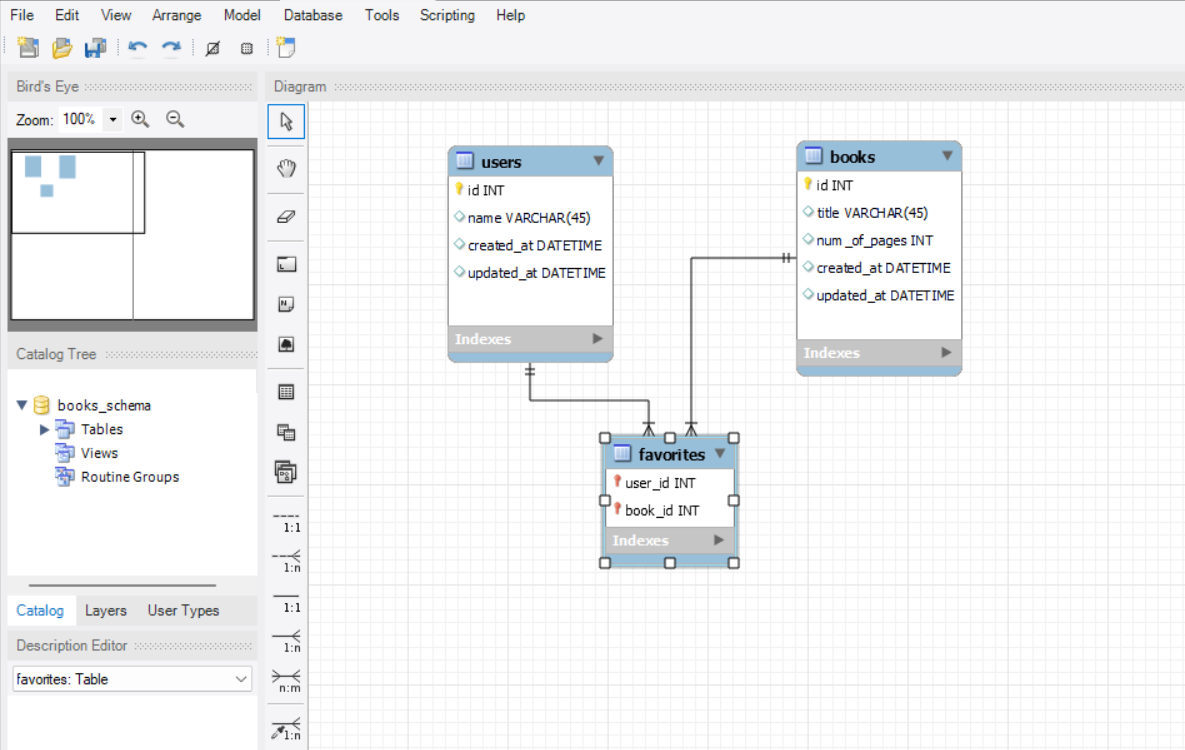 File Edit View Arrange Model Database Tools Scripting Help
Bird's Eye
Zoom: 100%
Catalog Tree
books_schema
Tables
Views
Routine Groups
Catalog Layers User Types
Description Editor
favorites: Table
Diagram
1:1
1:n
1:1
1:n
n:m
1:n
users
id INT
name VARCHAR(45)
created_at DATETIME
updated_at DATETIME
Indexes
books
id INT
title VARCHAR(45)
num _of_pages INT
created_at DATETIME
updated_at DATETIME
Indexes
favorites
user_id INT
book_id INT
Indexes